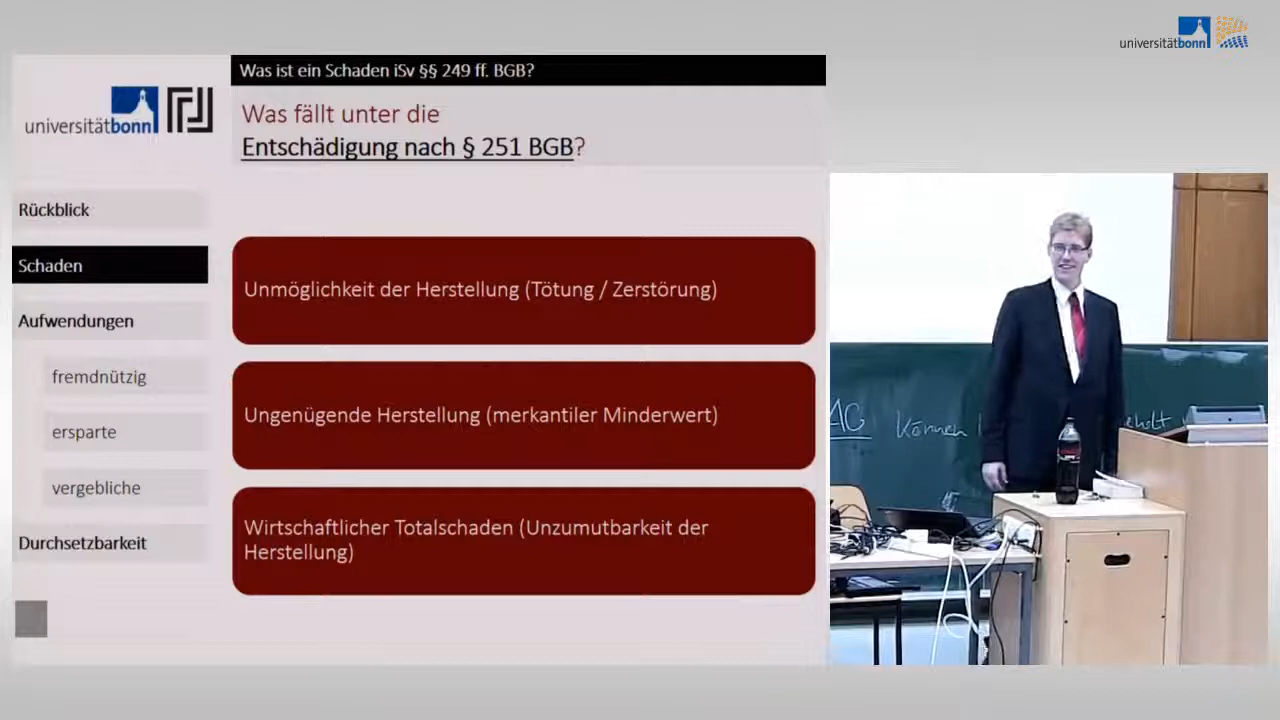 universitätbonn
Was ist ein Schaden iSv §§ 249 ff. BGB?
universitätbonn
Was fällt unter die
Entschädigung nach § 251 BGB?
Rückblick
Schaden
Aufwendungen
fremdnützig
ersparte
vergebliche
Durchsetzbarkeit
Unmöglichkeit der Herstellung (Tötung / Zerstörung)
Ungenügende Herstellung (merkantiler Minderwert)
Wirtschaftlicher Totalschaden (Unzumutbarkeit der
Herstellung)
AG Können